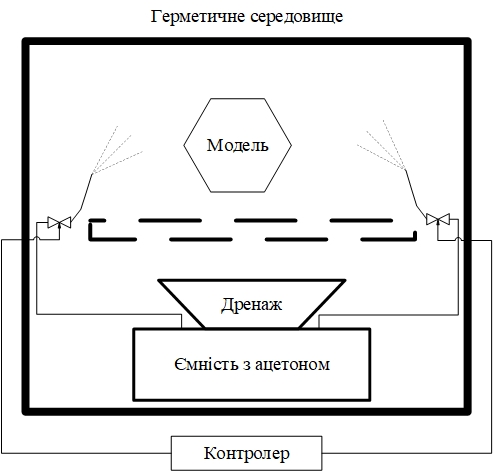 Герметичне середовище
Модель
Дренаж
Ємність з ацетоном
Контролер